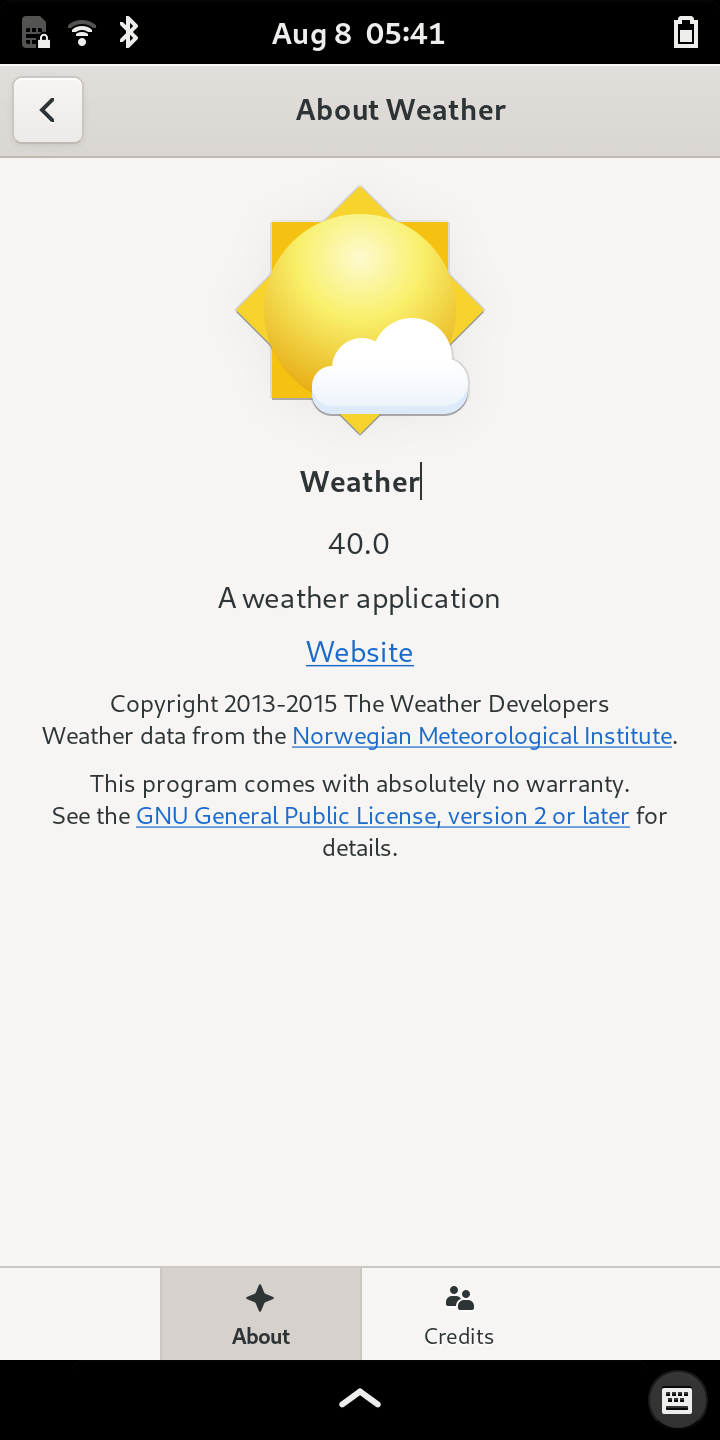 Aug 8 05:41
About Weather
Weather
40.0
A weather application
Website
Copyright 2013-2015 The Weather Developers
Weather data from the Norwegian Meteorological Institute.
This program comes with absolutely no warranty.
See the GNU General Public License, version 2 or later for
details.
About
Credits